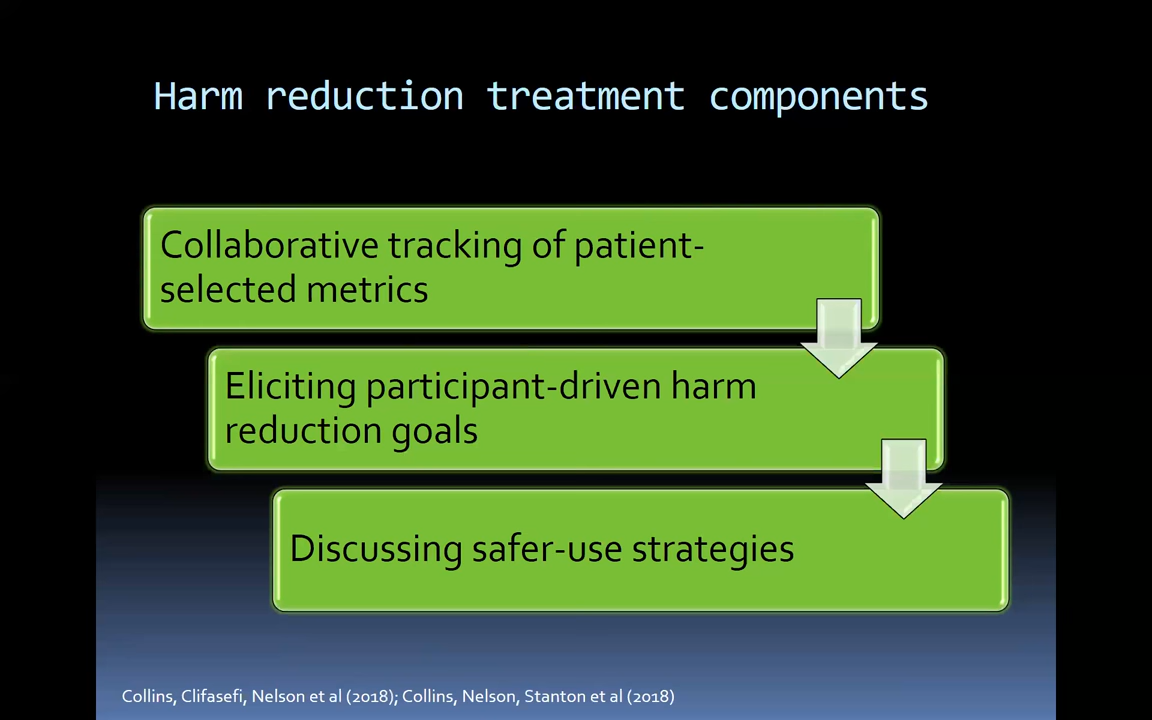 Harm reduction treatment components
Collaborative tracking of patient-
selected metrics
Eliciting participant-driven harm
reduction goals
Discussing safer-use strategies
Collins, Clifasefi, Nelson et al (2018); Collins, Nelson, Stanton et al (2018)